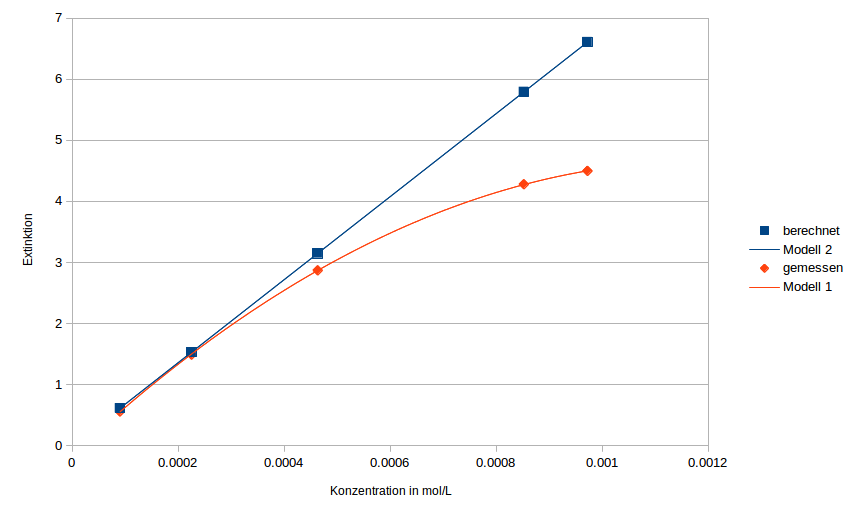 7
6
5
4
3
2
1
0
Extinktion
0 0.0002 0.0004 0.0006 0.0008 0.001 0.0012
Konzentration in mol/L
berechnet
Modell 2
gemessen
Modell 1